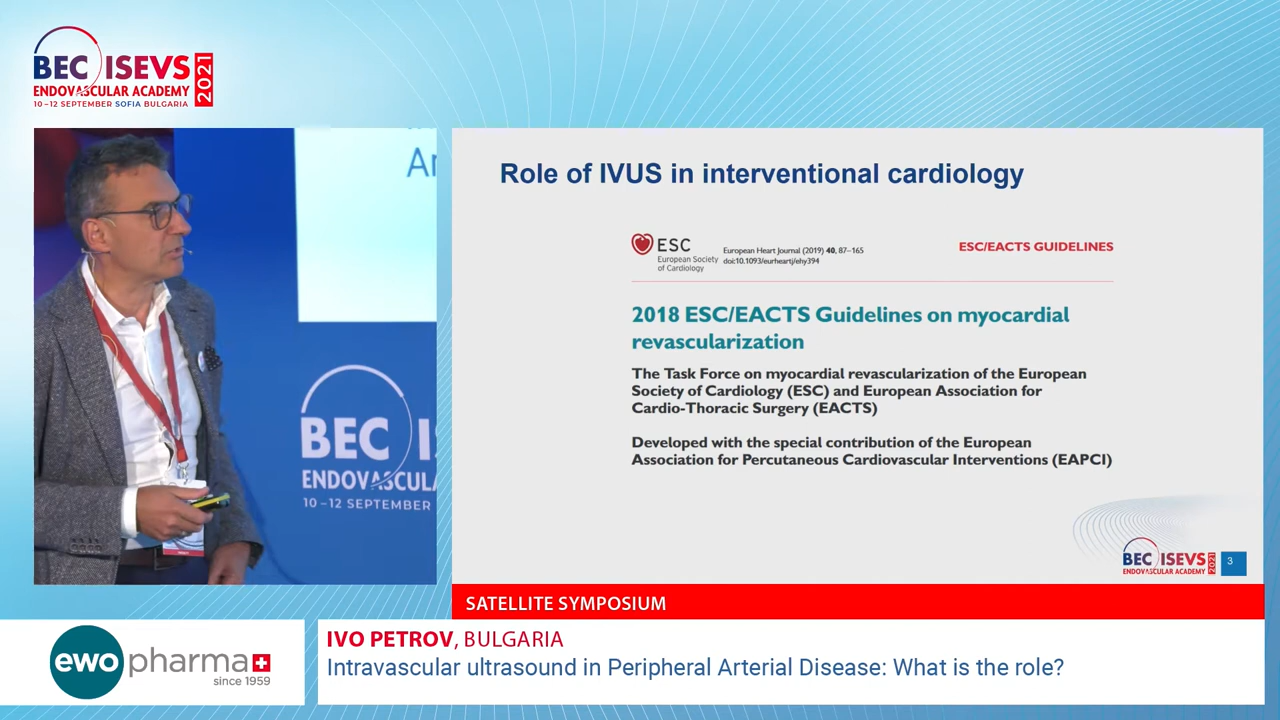 BEC ISEVS
2021
ENDOVASCULAR ACADEMY
10–12 SEPTEMBER SOFIA BULGARIA
Role of IVUS in interventional cardiology
ESC
European Society
of Cardiology
European Heart Journal (2019) 40, 87–165
doi:10.1093/eurheartj/ehy394
ESC/EACTS GUIDELINES
2018 ESC/EACTS Guidelines on myocardial
revascularization
The Task Force on myocardial revascularization of the European
Society of Cardiology (ESC) and European Association for
Cardio-Thoracic Surgery (EACTS)
Developed with the special contribution of the European
Association for Percutaneous Cardiovascular Interventions (EAPCI)
BEC ISEVS
2021
ENDOVASCULAR ACADEMY
3
BEC
ENDOVASCUL
10–12 SEPTEMBER
SATELLITE SYMPOSIUM
ewopharma
since 1959
IVO PETROV, BULGARIA
Intravascular ultrasound in Peripheral Arterial Disease: What is the role?